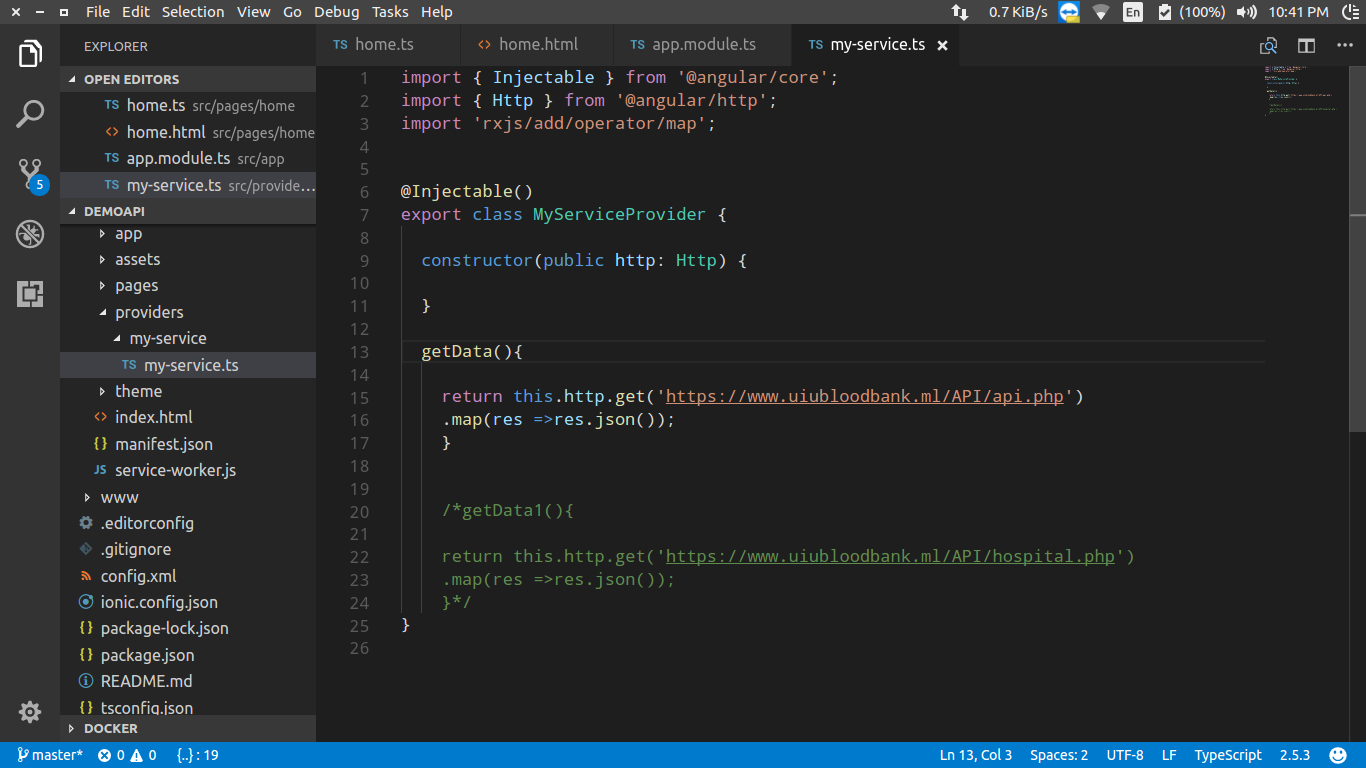 File Edit Selection View Go Debug Tasks Help 0.7 KiB/s En (100%) 10:41 PM
EXPLORER
OPEN EDITORS
TS home.ts src/pages/home
<> home.html src/pages/home
TS app.module.ts src/app
TS my-service.ts src/provide...
5
DEMOAPI
app
assets
pages
providers
my-service
TS my-service.ts
theme
<> index.html
{} manifest.json
JS service-worker.js
www
.editorconfig
.gitignore
config.xml
ionic.config.json
{} package-lock.json
{} package.json
README.md
{} tsconfig.json
DOCKER
TS home.ts <> home.html TS app.module.ts TS my-service.ts ×
1 import { Injectable } from '@angular/core';
2 import { Http } from '@angular/http';
3 import 'rxjs/add/operator/map';
4
5
6 @Injectable()
7 export class MyServiceProvider {
8
9 constructor(public http: Http) {
10
11 }
12
13 getData(){
14
15 return this.http.get('https://www.uiubloodbank.ml/API/api.php')
16 .map(res =>res.json());
17 }
18
19
20 /*getData1(){
21
22 return this.http.get('https://www.uiubloodbank.ml/API/hospital.php')
23 .map(res =>res.json());
24 }*/
25 }
26
master* 0 0 {..} : 19 Ln 13, Col 3 Spaces: 2 UTF-8 LF TypeScript 2.5.3